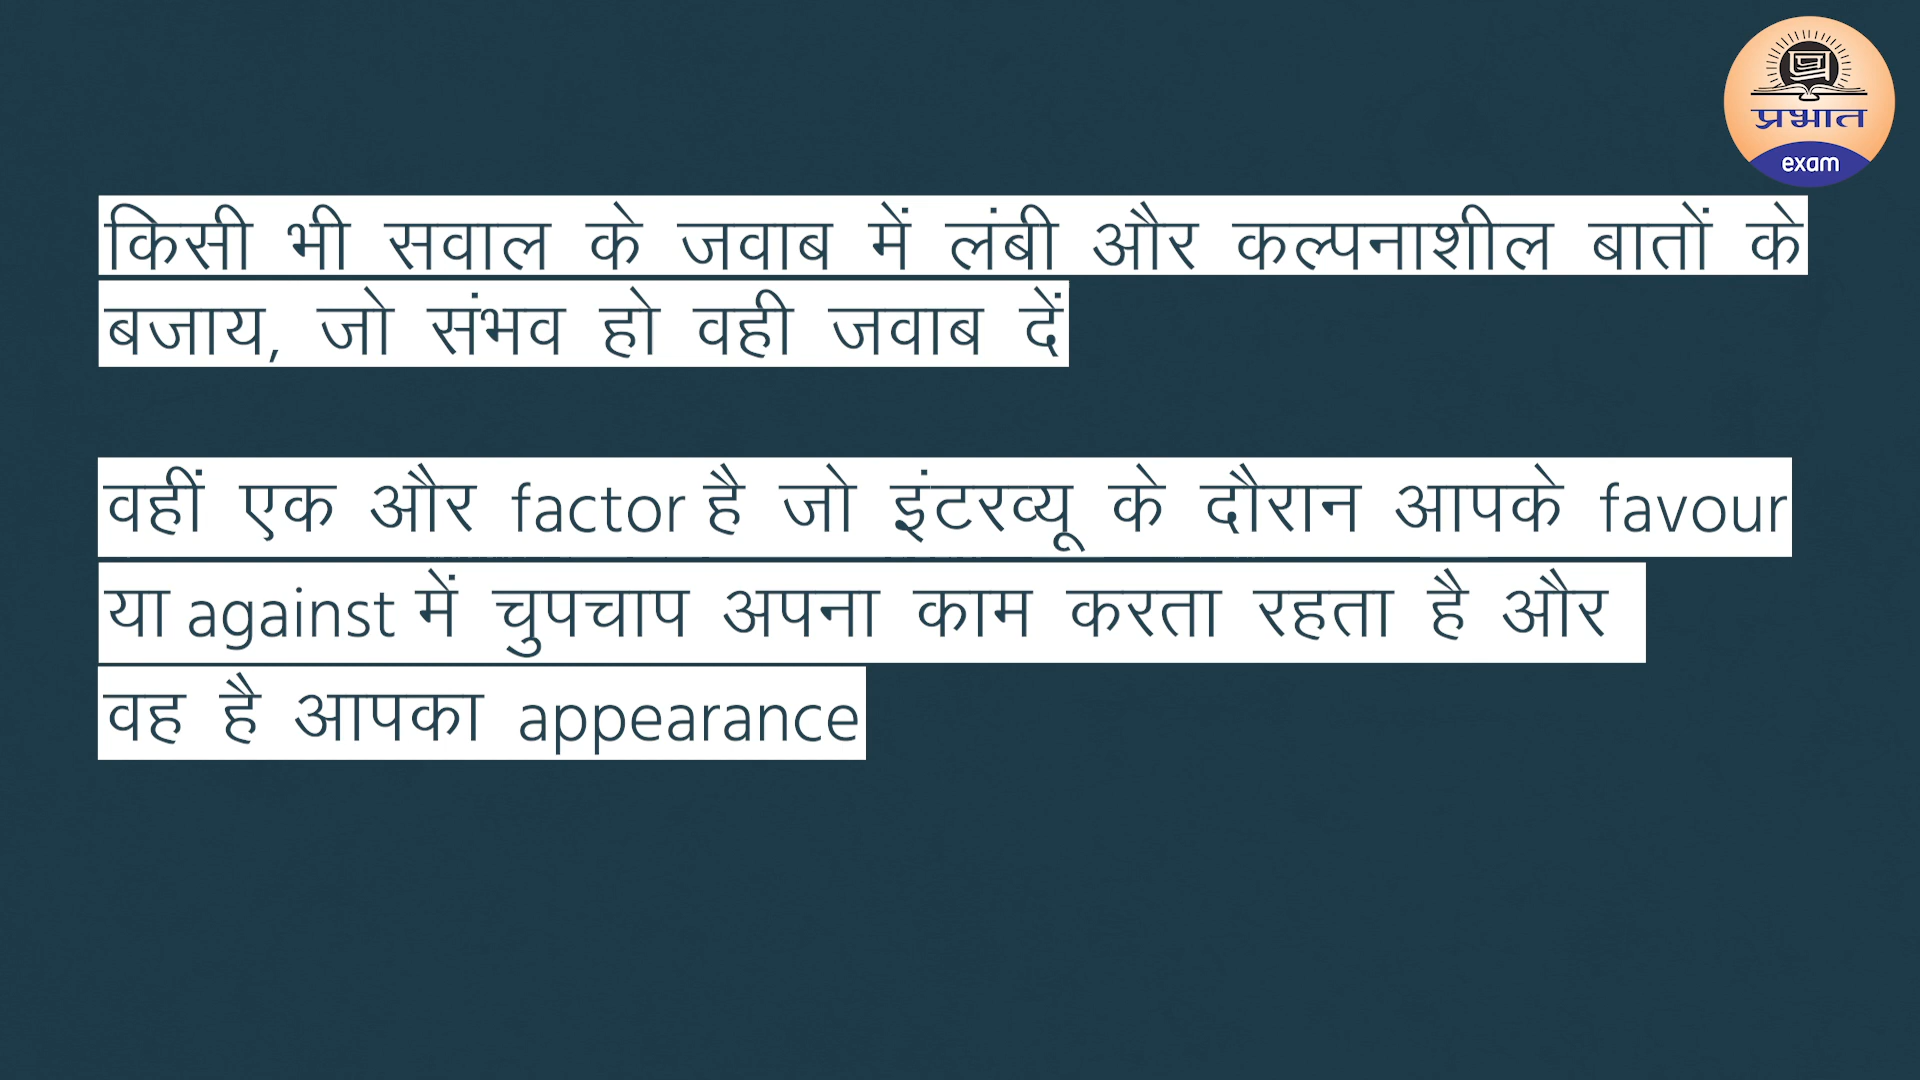 प्रभात
exam
किसी भी सवाल के जवाब में लंबी और कल्पनाशील बातों के
बजाय, जो संभव हो वही जवाब दें
वहीं एक और factor है जो इंटरव्यू के दौरान आपके favour
या against में चुपचाप अपना काम करता रहता है और
वह है आपका appearance